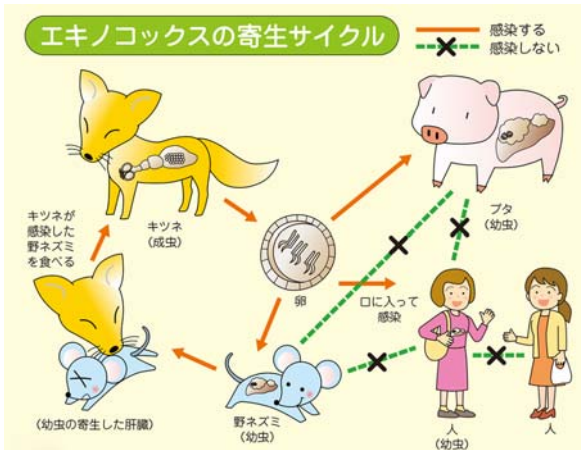 エキノコックスの寄生サイクル
感染する
感染しない
キツネ
(成虫)
ブタ
(幼虫)
キツネが
感染した
野ネズミ
を食べる
卵
口に入って
感染
(幼虫の寄生した肝臓)
野ネズミ
(幼虫)
人
(幼虫)
人